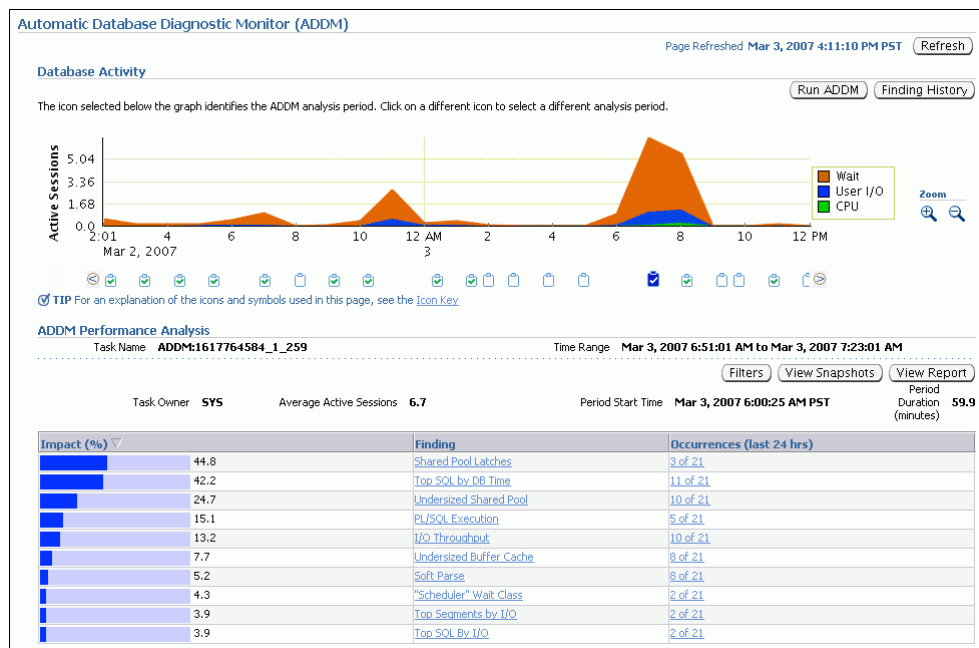 Automatic Database Diagnostic Monitor (ADDM)
Page Refreshed Mar 3, 2007 4:11:10 PM PST Refresh
Database Activity
Run ADDM Finding History
The icon selected below the graph identifies the ADDM analysis period. Click on a different icon to select a different analysis period.
Active Sessions
5.04
3.36
1.68
0.0
Wait
User I/O
CPU
Zoom
2:01 4 6 8 10 12 AM 2 4 6 8 10 12 PM
Mar 2, 2007 3
TIP For an explanation of the icons and symbols used in this page, see the Icon Key
ADDM Performance Analysis
Task Name ADDM:1617764584_1_259 Time Range Mar 3, 2007 6:51:01 AM to Mar 3, 2007 7:23:01 AM
Filters View Snapshots View Report
Task Owner SYS Average Active Sessions 6.7 Period Start Time Mar 3, 2007 6:00:25 AM PST Period Duration (minutes) 59.9
Impact (%) Finding Occurrences (last 24 hrs)
44.8 Shared Pool Latches 3 of 21
42.2 Top SQL by DB Time 11 of 21
24.7 Undersized Shared Pool 10 of 21
15.1 PL/SQL Execution 5 of 21
13.2 I/O Throughput 10 of 21
7.7 Undersized Buffer Cache 8 of 21
5.2 Soft Parse 8 of 21
4.3 "Scheduler" Wait Class 2 of 21
3.9 Top Segments by I/O 2 of 21
3.9 Top SQL By I/O 2 of 21